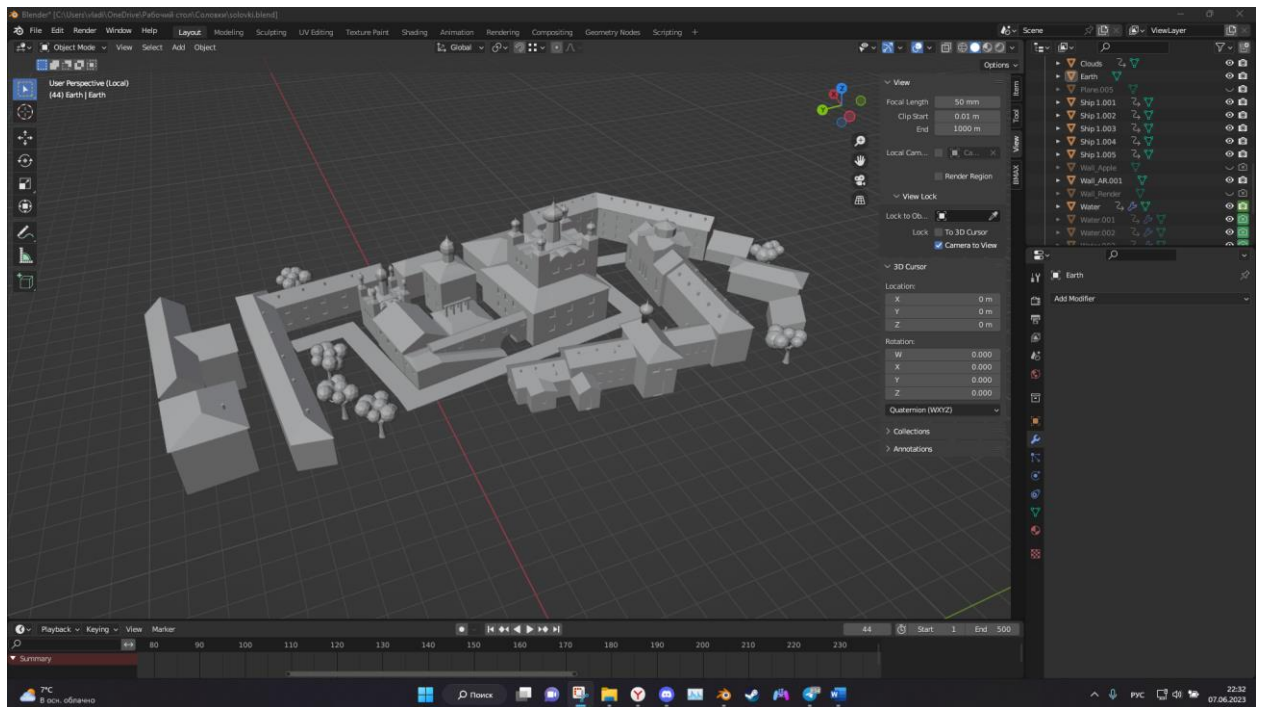 Blender* [C:\Users\vladi\OneDrive\Рабочий стол\Соловки\solovki.blend]
File Edit Render Window Help Layout Modeling Sculpting UV Editing Texture Paint Shading Animation Rendering Compositing Geometry Nodes Scripting + Scene ViewLayer
Object Mode View Select Add Object Global
Options
User Perspective (Local)
(44) Earth | Earth
View
Focal Length 50 mm
Clip Start 0.01 m
End 1000 m
Local Cam... Ca...
Render Region
View Lock
Lock to Ob...
Lock To 3D Cursor
Camera to View
3D Cursor
Location:
X 0 m
Y 0 m
Z 0 m
Rotation:
W 0.000
X 0.000
Y 0.000
Z 0.000
Quaternion (WXYZ)
Collections
Annotations
Item
Tool
View
BMAX
Clouds
Earth
Plane.005
Ship 1.001
Ship 1.002
Ship 1.003
Ship 1.004
Ship 1.005
Wall_Apple
Wall_AR.001
Wall_Render
Water
Water.001
Water.002
Earth
Add Modifier
Playback Keying View Marker 44 Start 1 End 500
80 90 100 110 120 130 140 150 160 170 180 190 200 210 220 230
Summary
7°C
В осн. облачно
Поиск
РУС
22:32
07.06.2023